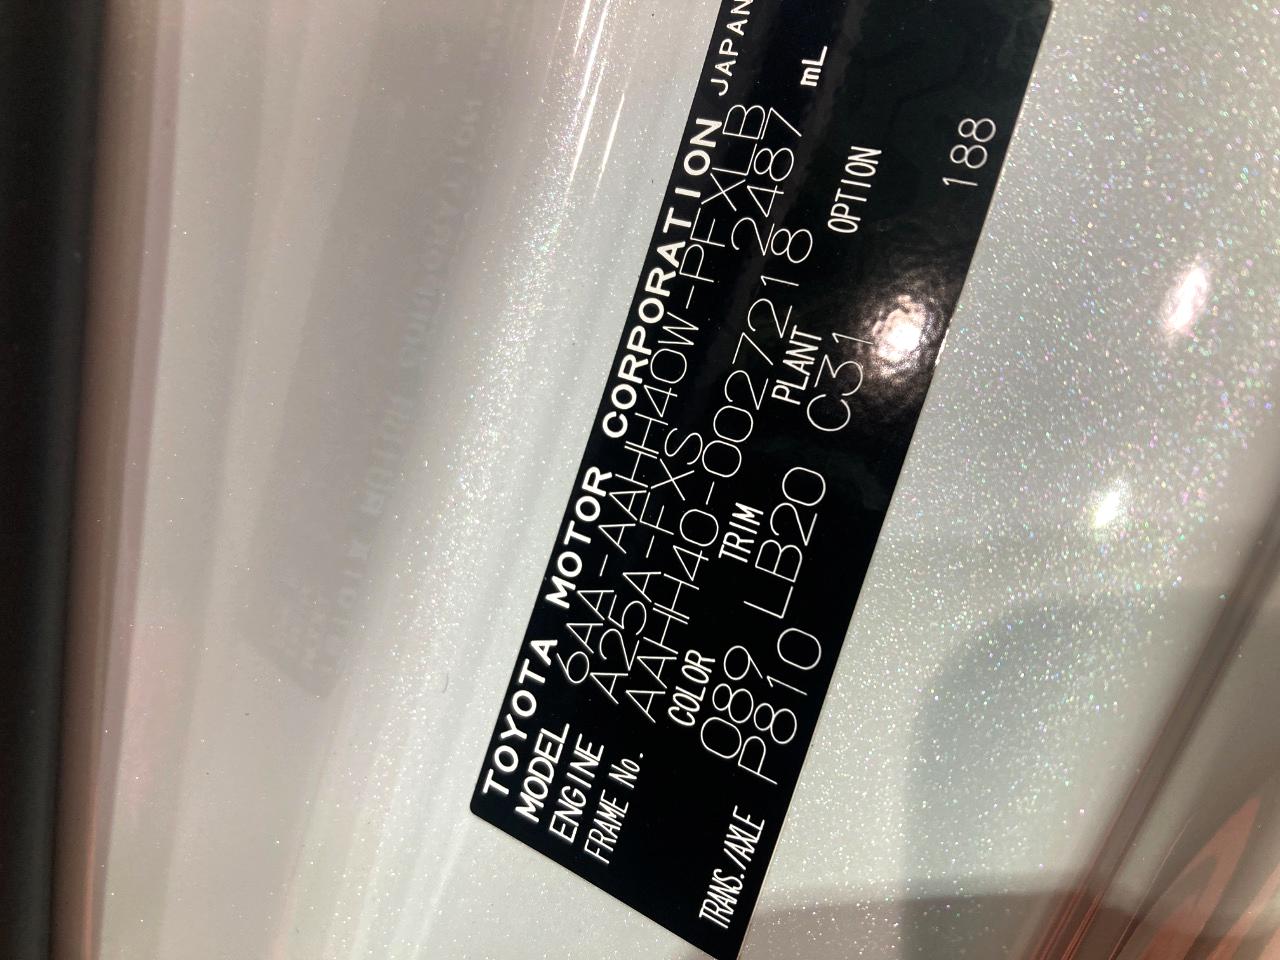 TOYOTA MOTOR CORPORATION JAPAN
MODEL 6AA-AAHH40W-PFXLB
ENGINE A25A-FXS 2487 mL
FRAME No. AAHH40-0027218
COLOR TRIM PLANT OPTION
089 LB20 C31
TRANS./AXLE P810 188